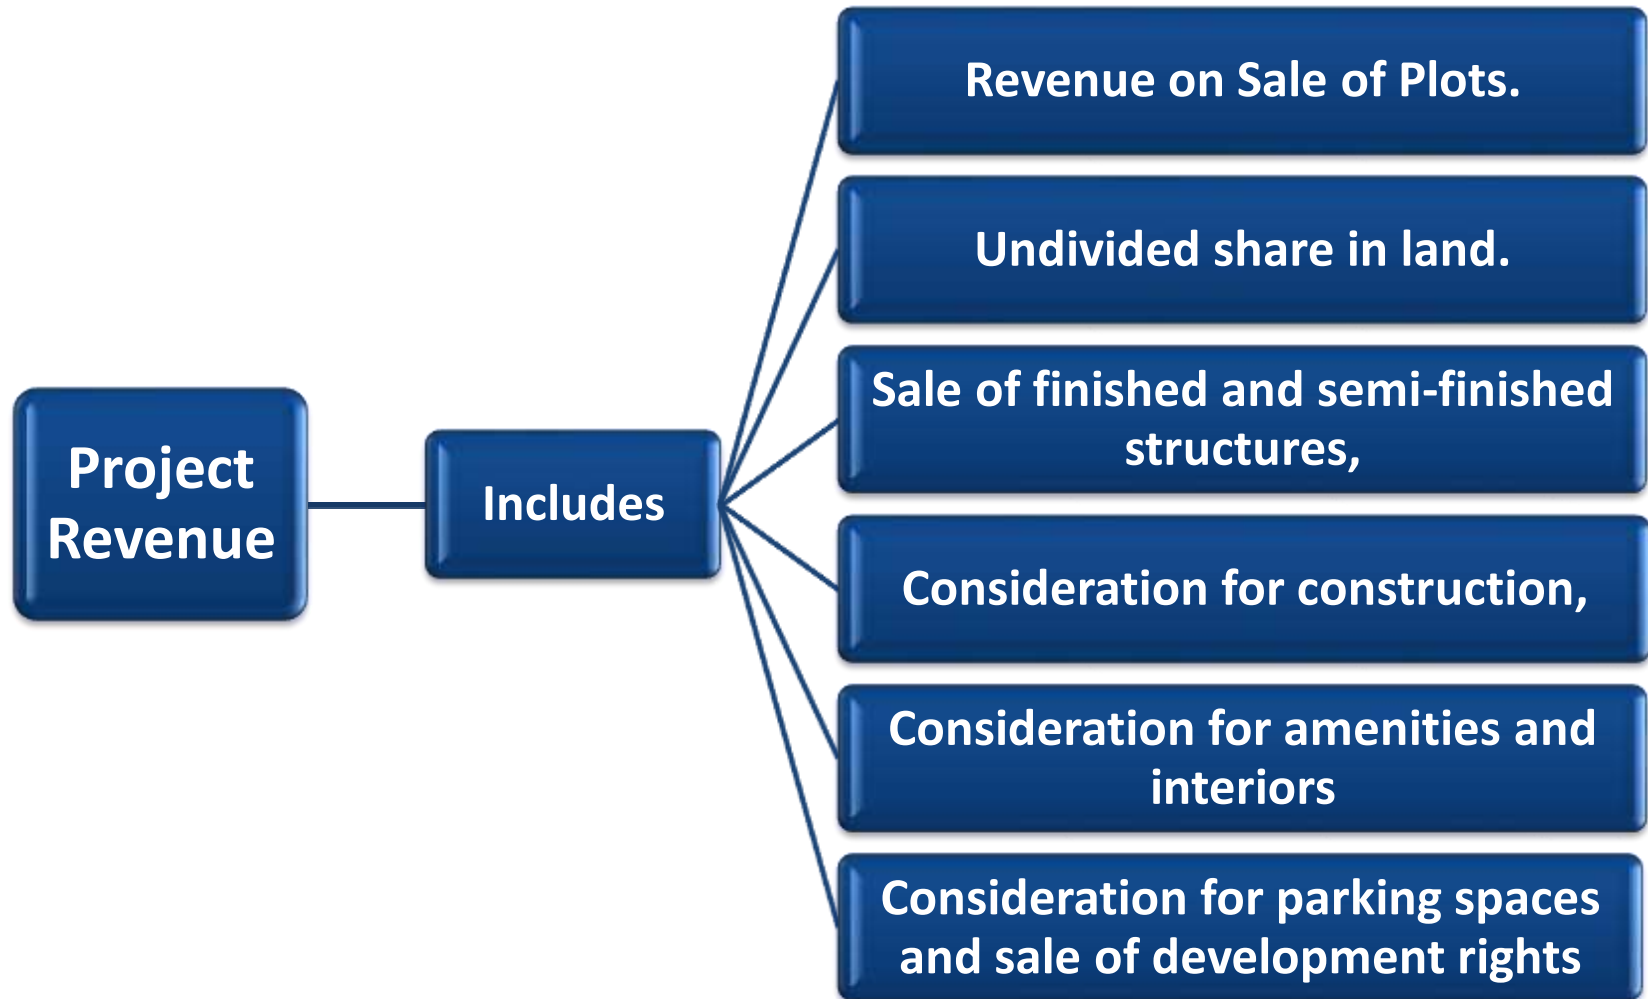 Project
Revenue
Includes
Revenue on Sale of Plots.
Undivided share in land.
Sale of finished and semi-finished
structures,
Consideration for construction,
Consideration for amenities and
interiors
Consideration for parking spaces
and sale of development rights